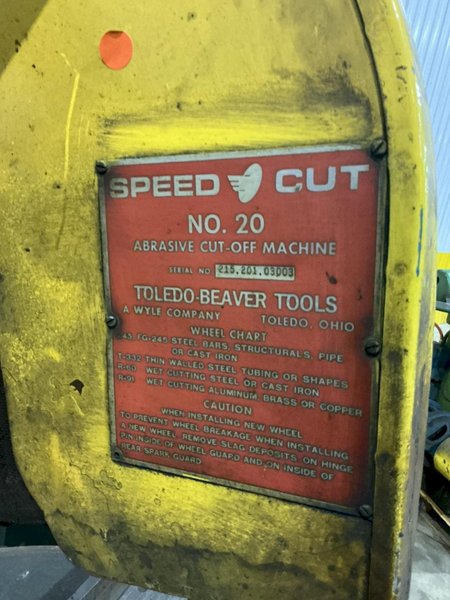 SPEED CUT
NO. 20
ABRASIVE CUT-OFF MACHINE
SERIAL NO 215.201.03003
TOLEDO-BEAVER TOOLS
A WYLE COMPANY TOLEDO, OHIO
WHEEL CHART
FG-245 STEEL BARS, STRUCTURALS, PIPE
OR CAST IRON
T-332 THIN WALLED STEEL TUBING OR SHAPES
WET CUTTING STEEL OR CAST IRON
WET CUTTING ALUMINUM, BRASS OR COPPER
CAUTION
WHEN INSTALLING NEW WHEEL
TO PREVENT WHEEL BREAKAGE WHEN INSTALLING
A NEW WHEEL, REMOVE SLAG DEPOSITS ON HINGE
PIN INSIDE OF WHEEL GUARD AND ON INSIDE OF
REAR SPARK GUARD